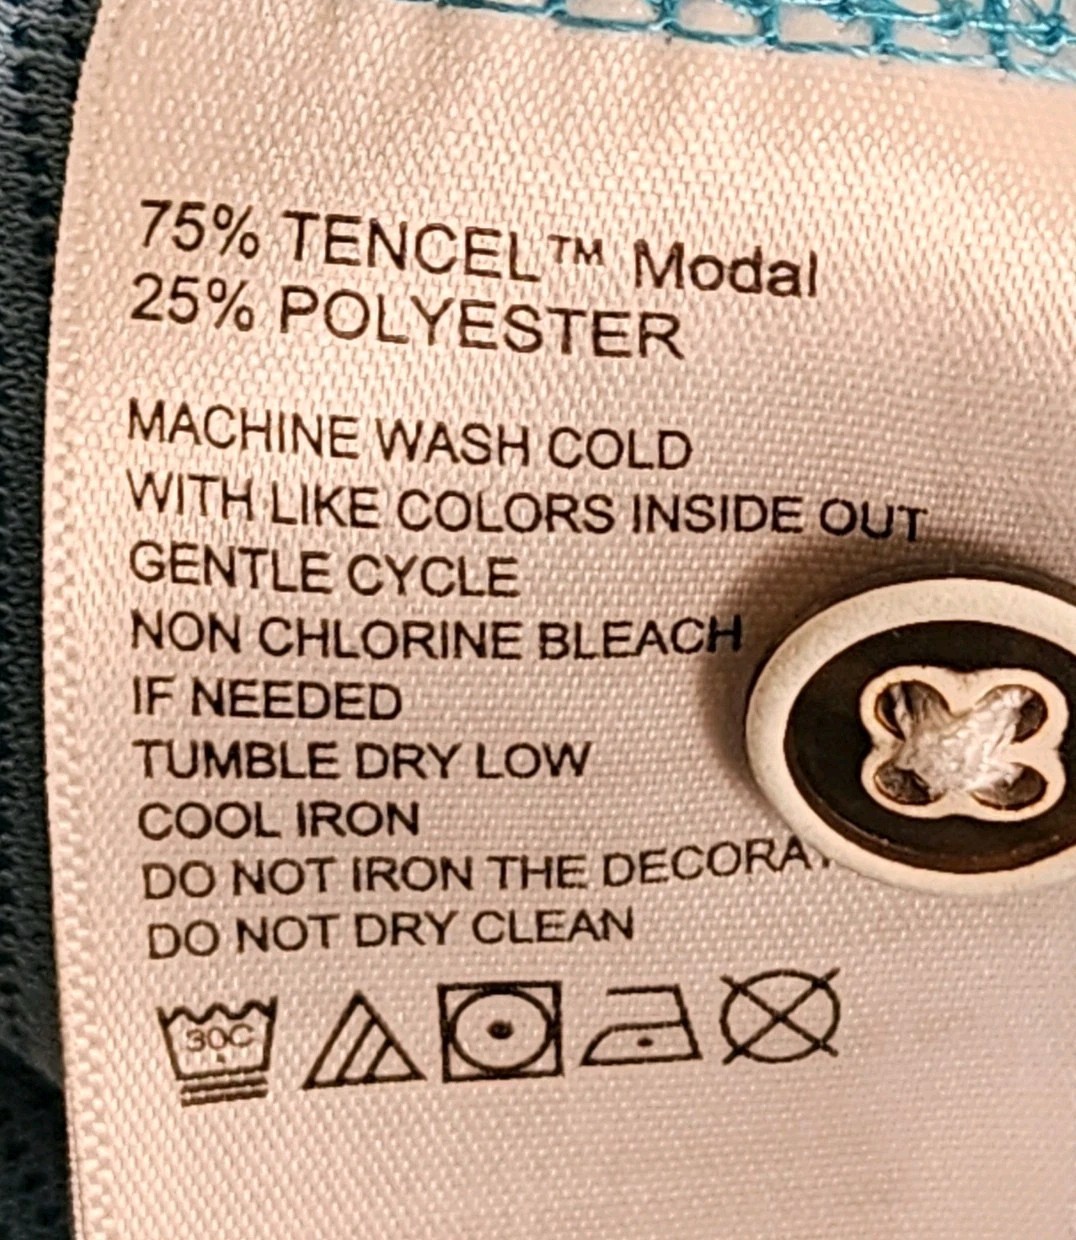 75% TENCEL™ Modal
25% POLYESTER
MACHINE WASH COLD
WITH LIKE COLORS INSIDE OUT
GENTLE CYCLE
NON CHLORINE BLEACH
IF NEEDED
TUMBLE DRY LOW
COOL IRON
DO NOT IRON THE
DO NOT DRY CLEAN
30C